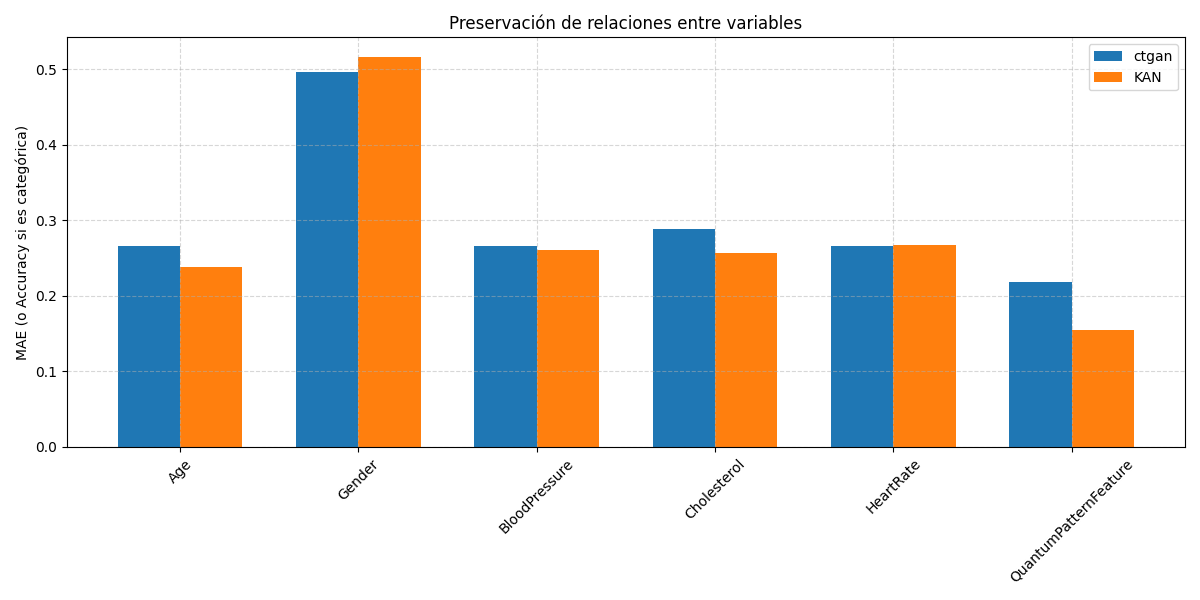 Preservación de relaciones entre variables
ctgan
KAN
MAE (o Accuracy si es categórica)
0.5
0.4
0.3
0.2
0.1
0.0
Age
Gender
BloodPressure
Cholesterol
HeartRate
QuantumPatternFeature